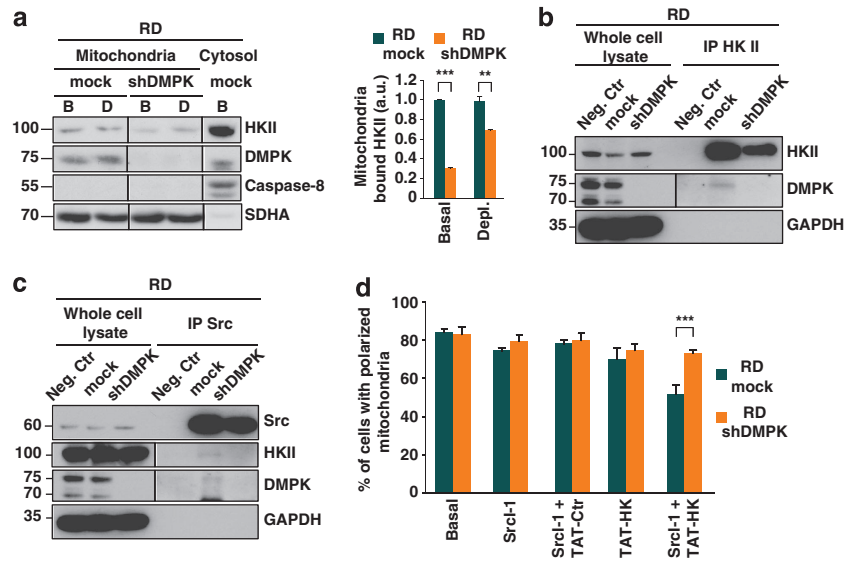 a
RD
Mitochondria Cytosol
mock shDMPK mock
B D B D B
100 HKII
75 DMPK
55 Caspase-8
70 SDHA
RD mock
RD shDMPK
Mitochondria bound HKII (a.u.)
1.2
1.0
0.8
0.6
0.4
0.2
0
***
**
Basal
Depl.
b
RD
Whole cell lysate
IP HK II
Neg. Ctr mock shDMPK Neg. Ctr mock shDMPK
100 HKII
75 DMPK
70
35 GAPDH
c
RD
Whole cell lysate
IP Src
Neg. Ctr mock shDMPK Neg. Ctr mock shDMPK
60 Src
100 HKII
75 DMPK
70
35 GAPDH
d
% of cells with polarized mitochondria
100
80
60
40
20
0
***
RD mock
RD shDMPK
Basal
SrcI-1
SrcI-1 + TAT-Ctr
TAT-HK
SrcI-1 + TAT-HK